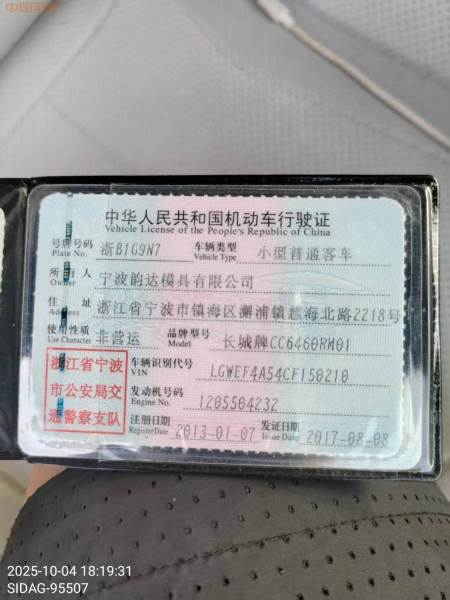 中国平安
中华人民共和国机动车行驶证
Vehicle License of the People's Republic of China
号牌号码 浙B1G9N7 车辆类型 小型普通客车
Plate No. Vehicle Type
所有人 宁波韵达模具有限公司
Owner
住址 浙江省宁波市镇海区澥浦镇慈海北路2218号
Address
使用性质 非营运 品牌型号 长城牌CC6460RM01
Use Character Model
浙江省宁波
市公安局交
通警察支队
车辆识别代号 LGWEF4A54CF150210
VIN
发动机号码 1205504232
Engine No.
注册日期 2013-01-07 发证日期 2017-08-08
Register Date Issue Date
2025-10-04 18:19:31
SIDAG-95507